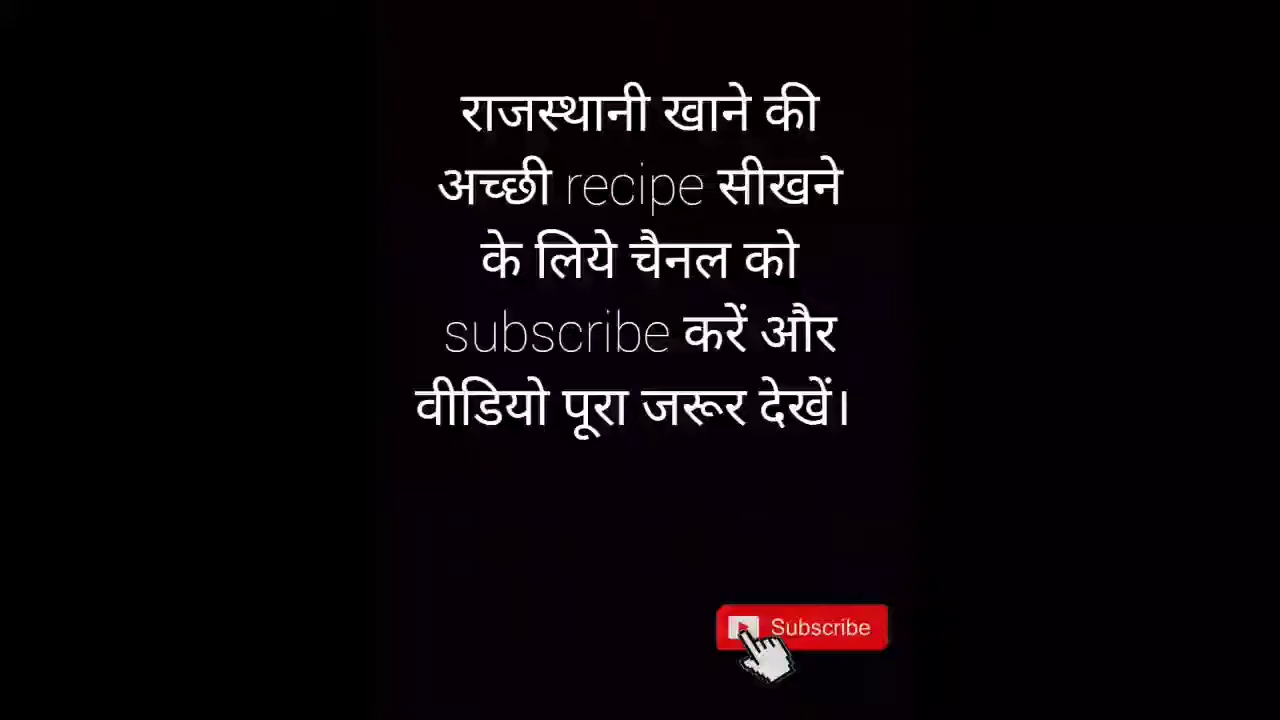 राजस्थानी खाने की
अच्छी recipe सीखने
के लिये चैनल को
subscribe करें और
वीडियो पूरा जरूर देखें।
Subscribe